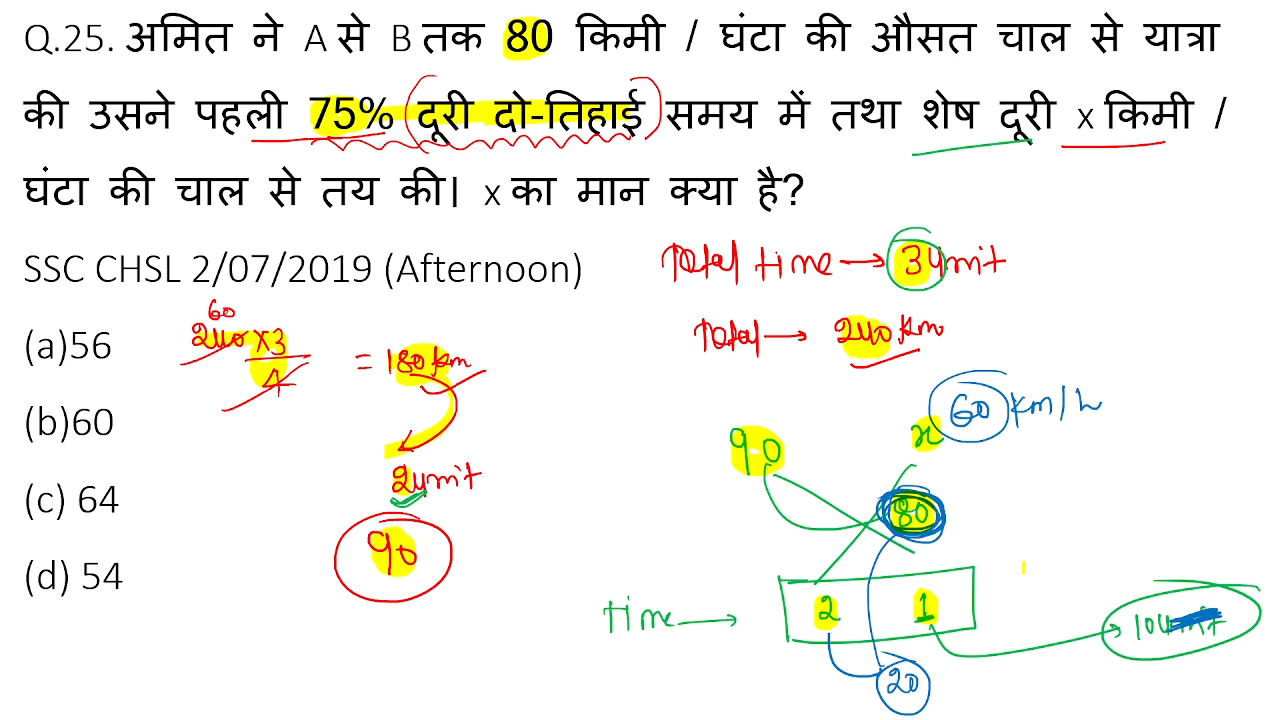 Q.25. अमित ने A से B तक 80 किमी / घंटा की औसत चाल से यात्रा
की उसने पहली 75% दूरी दो-तिहाई समय में तथा शेष दूरी x किमी /
घंटा की चाल से तय की। x का मान क्या है?
SSC CHSL 2/07/2019 (Afternoon)
Total time → 3 unit
Total → 240 km
(a)56
(b)60
(c) 64
(d) 54
60
240 × 3
4
= 180 km
2 unit
90
60 km/h
90 x
80
time → 2 1
20